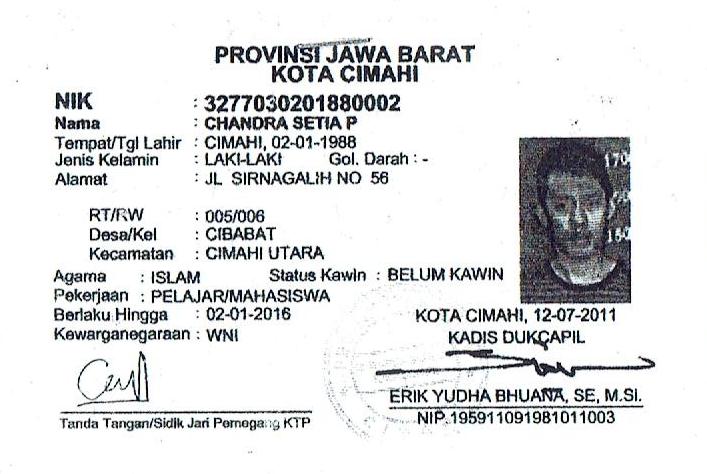 PROVINSI JAWA BARAT
KOTA CIMAHI
NIK : 3277030201880002
Nama : CHANDRA SETIA P
Tempat/Tgl Lahir : CIMAHI, 02-01-1988
Jenis Kelamin : LAKI-LAKI Gol. Darah : -
Alamat : JL SIRNAGALIH NO 56
RT/RW : 005/006
Desa/Kel : CIBABAT
Kecamatan : CIMAHI UTARA
Agama : ISLAM Status Kawin : BELUM KAWIN
Pekerjaan : PELAJAR/MAHASISWA
Berlaku Hingga : 02-01-2016
Kewarganegaraan : WNI
KOTA CIMAHI, 12-07-2011
KADIS DUKCAPIL
ERIK YUDHA BHUANA, SE, M.SI.
NIP.195911091981011003
Tanda Tangan/Sidik Jari Pemegang KTP